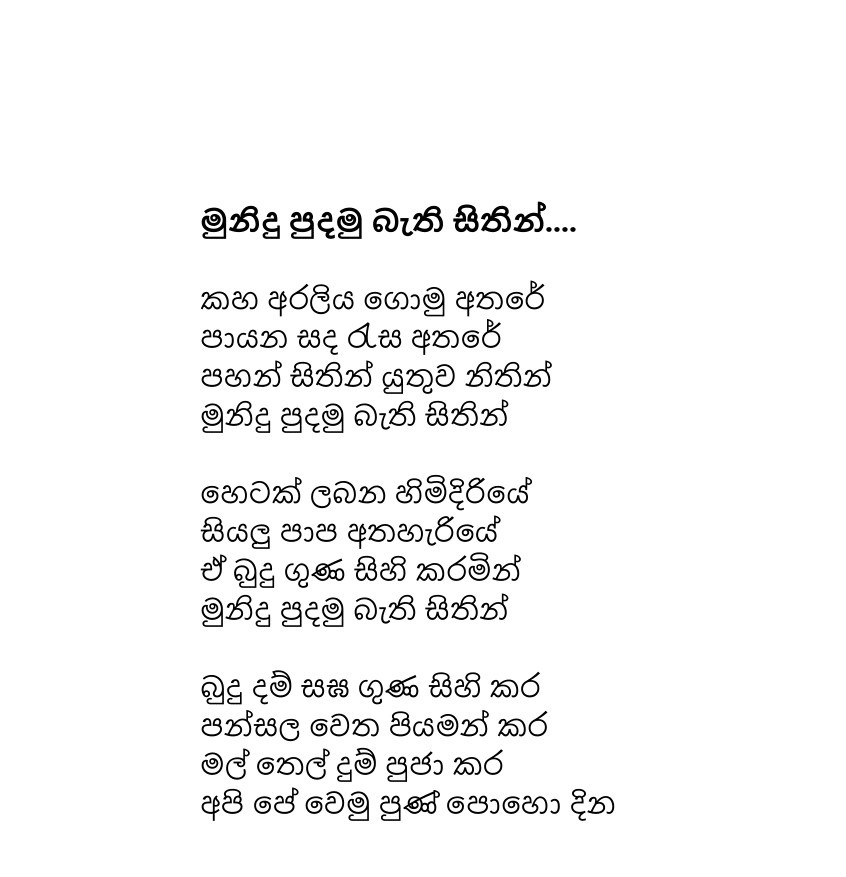 මුනිදු පුදමු බැති සිතින්....
කහ අරලිය ගොමු අතරේ
පායන සඳ රැස අතරේ
පහන් සිතින් යුතුව නිතින්
මුනිදු පුදමු බැති සිතින්
හෙටක් ලබන හිමිදිරියේ
සියලු පාප අතහැරියේ
ඒ බුදු ගුණ සිහි කරමින්
මුනිදු පුදමු බැති සිතින්
බුදු දම් සඝ ගුණ සිහි කර
පන්සල වෙත පියමන් කර
මල් තෙල් දුම් පුජා කර
අපි පේ වෙමු පුණ් පොහො දින